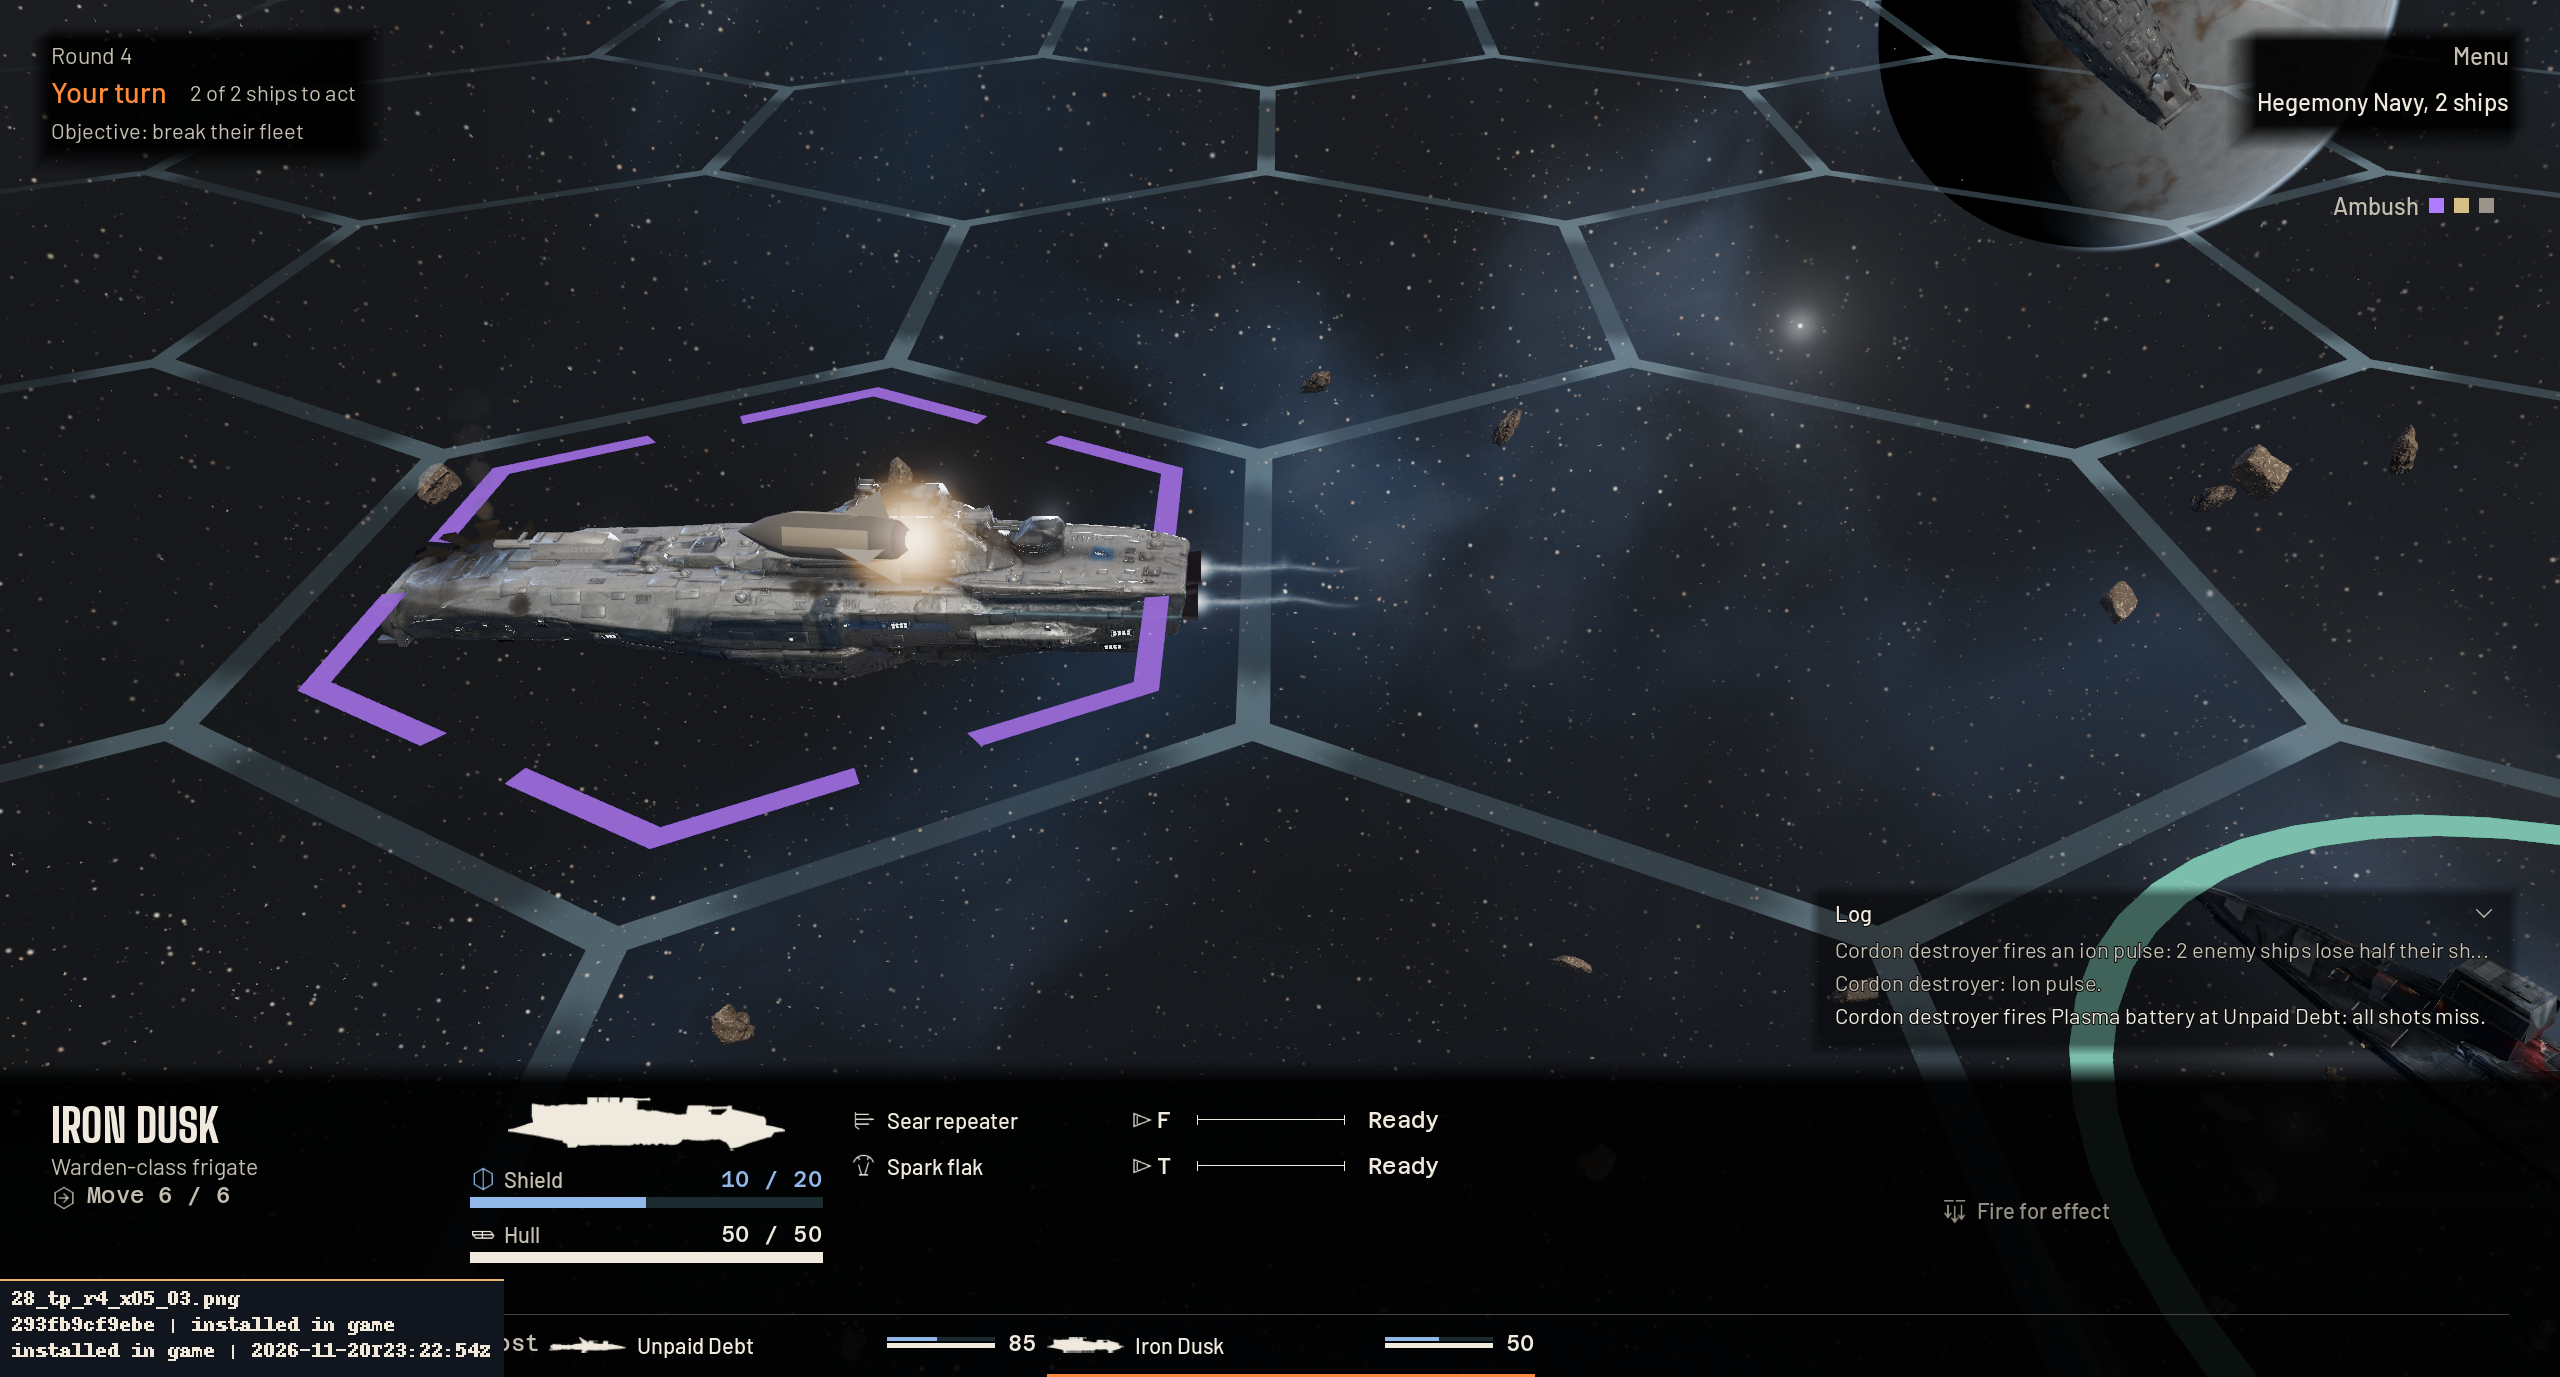 Round 4
Your turn 2 of 2 ships to act
Objective: break their fleet
Menu
Hegemony Navy, 2 ships
Ambush
Log
Cordon destroyer fires an ion pulse: 2 enemy ships lose half their sh...
Cordon destroyer: Ion pulse.
Cordon destroyer fires Plasma battery at Unpaid Debt: all shots miss.
IRON DUSK
Warden-class frigate
Move 6 / 6
Shield 10 / 20
Hull 50 / 50
Sear repeater F Ready
Spark flak T Ready
Fire for effect
28_tp_r4_x05_03.png
293fb9cf9ebe | installed in game
installed in game | 2026-11-20T23:22:54Z
Unpaid Debt 85 Iron Dusk 50